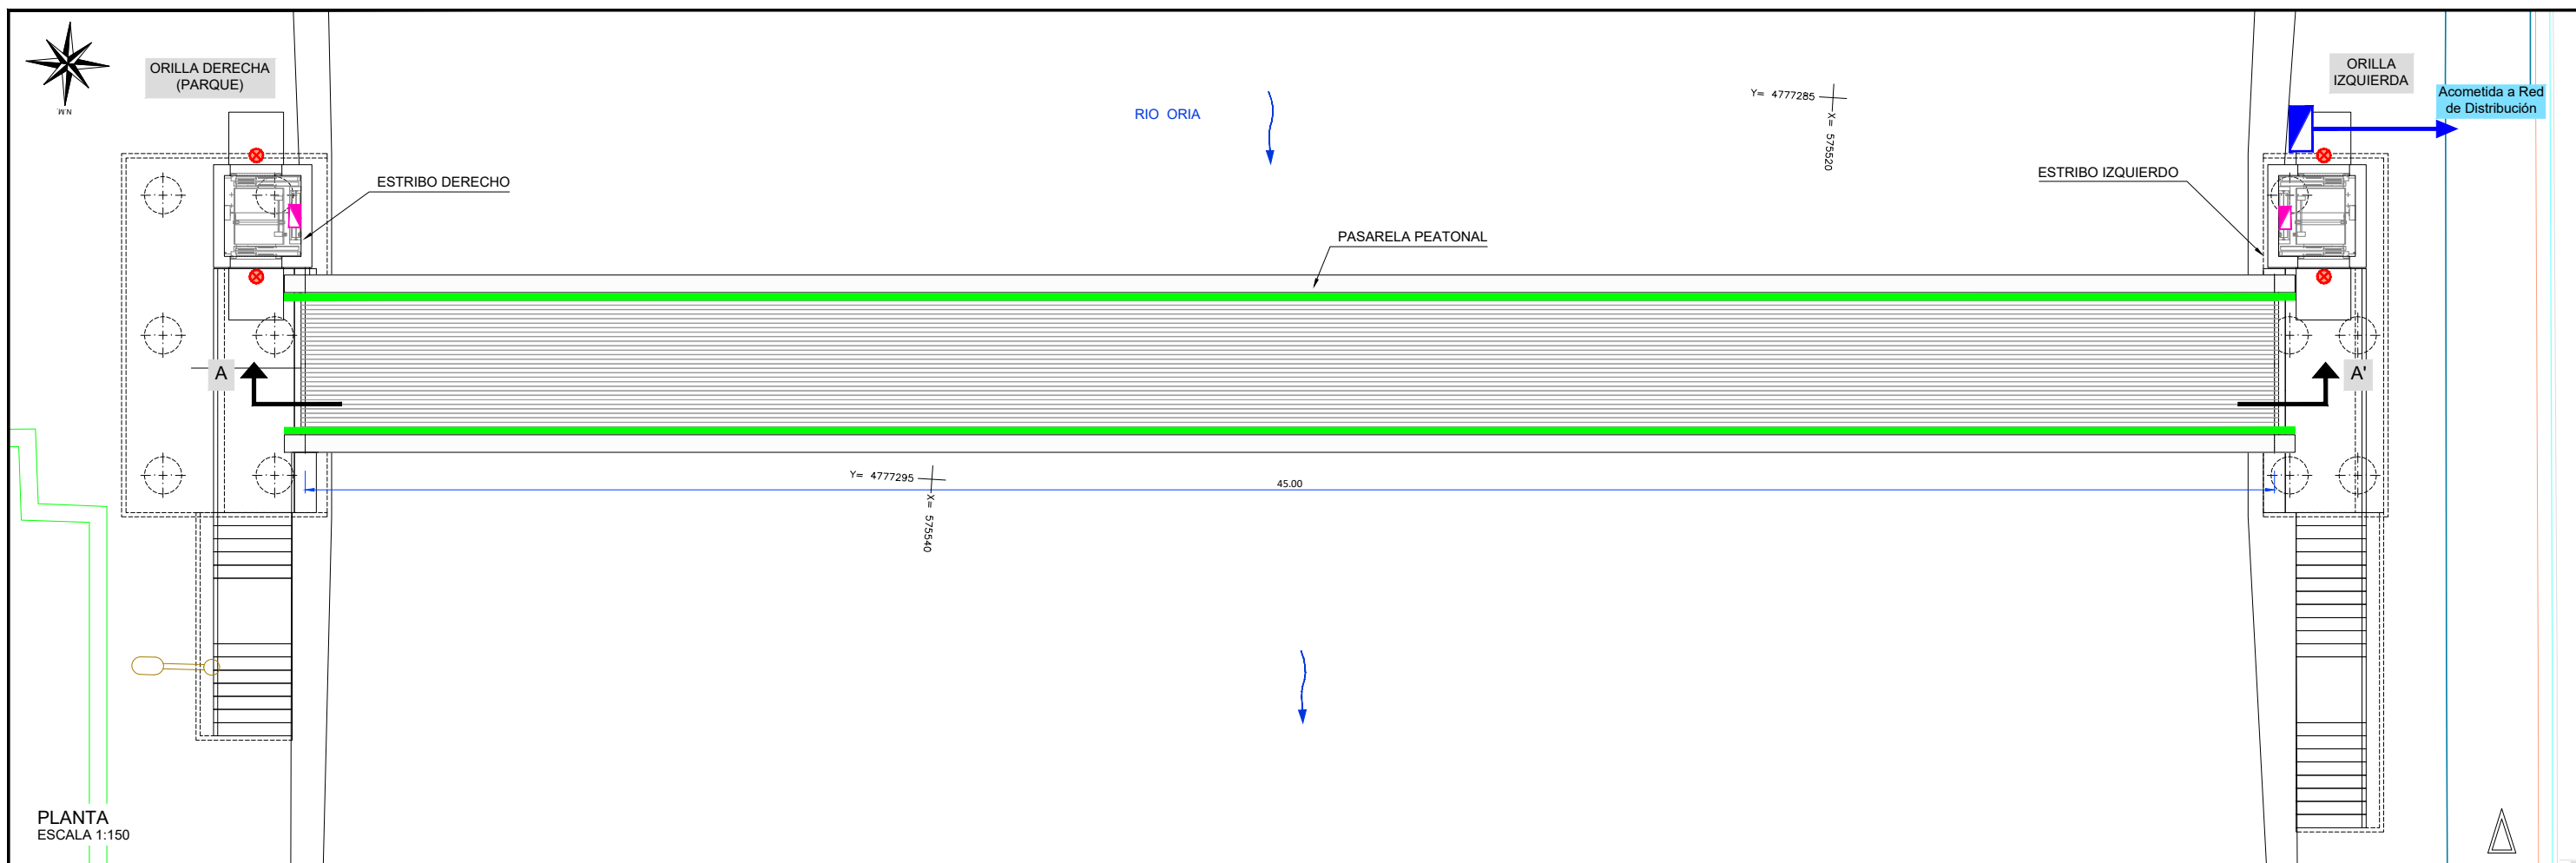 N.M.
ORILLA DERECHA
(PARQUE)
RIO ORIA
Y= 4777285
X= 575520
ORILLA
IZQUIERDA
Acometida a Red
de Distribución
ESTRIBO DERECHO
ESTRIBO IZQUIERDO
PASARELA PEATONAL
A
A'
Y= 4777295
X= 575540
45.00
PLANTA
ESCALA 1:150